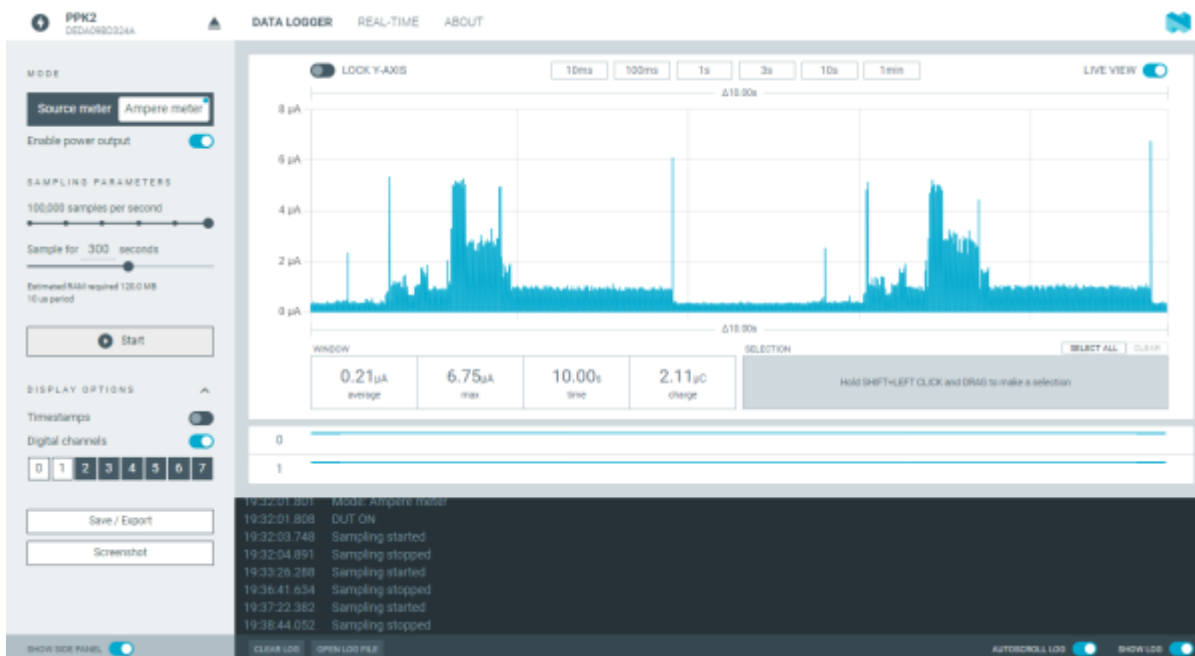 PPK2
DEDA09BD324A
DATA LOGGER REAL-TIME ABOUT
MODE
Source meter Ampere meter
Enable power output
SAMPLING PARAMETERS
100,000 samples per second
Sample for 300 seconds
Estimated RAM required 120.0 MB
10 us period
Start
DISPLAY OPTIONS
Timestamps
Digital channels
0 1 2 3 4 5 6 7
Save / Export
Screenshot
SHOW SIDE PANEL
LOCK Y-AXIS
10ms 100ms 1s 3s 10s 1min
LIVE VIEW
Δ10.00s
8 µA
6 µA
4 µA
2 µA
0 µA
Δ10.00s
WINDOW
0.21µA average
6.75µA max
10.00s time
2.11µC charge
SELECTION
SELECT ALL CLEAR
Hold SHIFT+LEFT CLICK and DRAG to make a selection
0
1
19:32:01.801 Mode: Ampere meter
19:32:01.808 DUT ON
19:32:03.748 Sampling started
19:32:04.891 Sampling stopped
19:33:26.288 Sampling started
19:36:41.634 Sampling stopped
19:37:22.382 Sampling started
19:38:44.052 Sampling stopped
CLEAR LOG OPEN LOG FILE
AUTOSCROLL LOG SHOW LOG